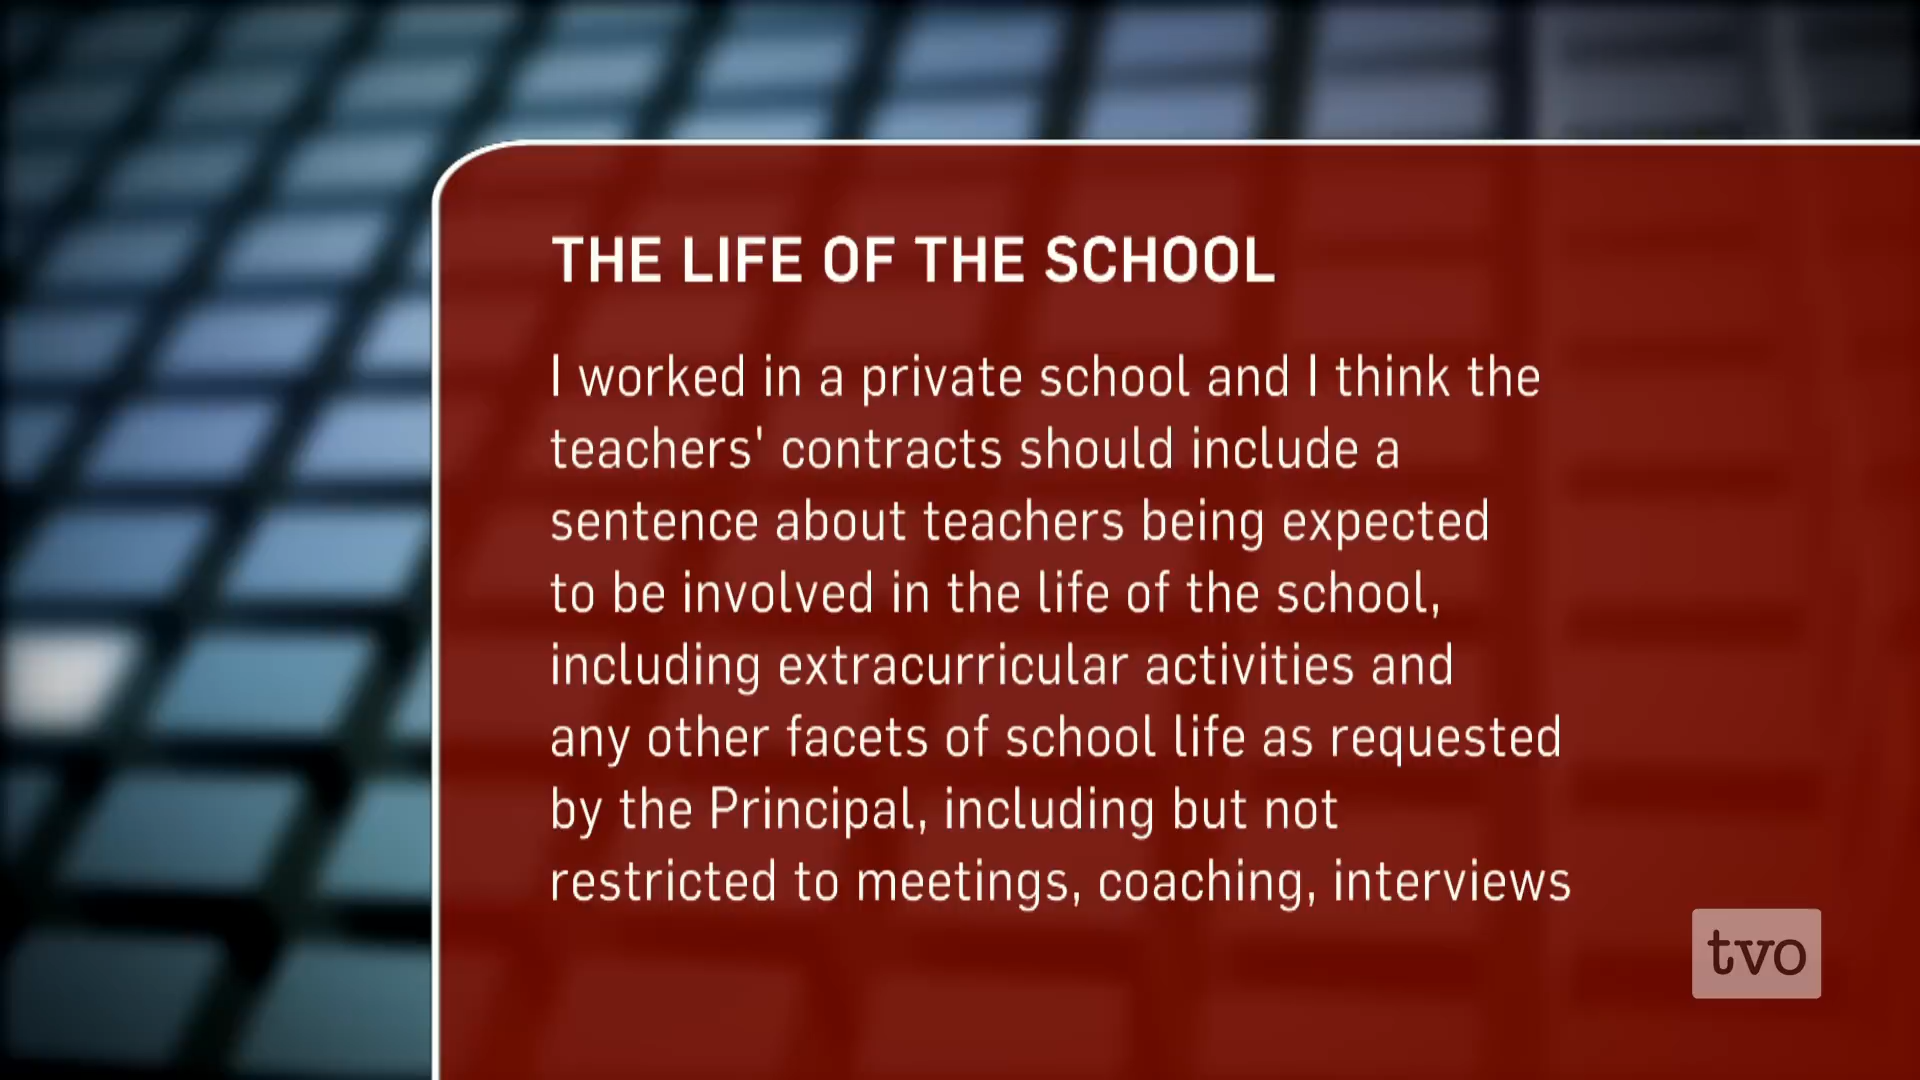 THE LIFE OF THE SCHOOL
I worked in a private school and I think the
teachers' contracts should include a
sentence about teachers being expected
to be involved in the life of the school,
including extracurricular activities and
any other facets of school life as requested
by the Principal, including but not
restricted to meetings, coaching, interviews
tvo